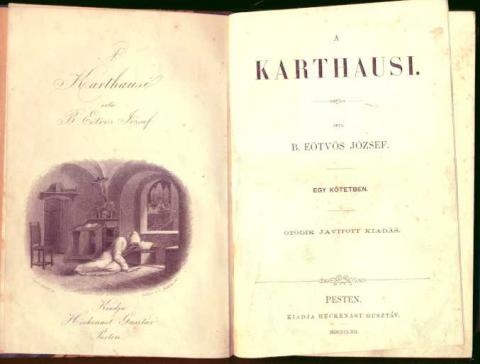 A
Karthausi
irta
B. Eötvös József
Kiadja
Heckenast Gusztáv
Pesten
A
KARTHAUSI.
IRTA
B. EÖTVÖS JÓZSEF.
EGY KÖTETBEN.
ÖTÖDIK JAVITOTT KIADÁS.
PESTEN.
KIADJA HECKENAST GUSZTÁV.